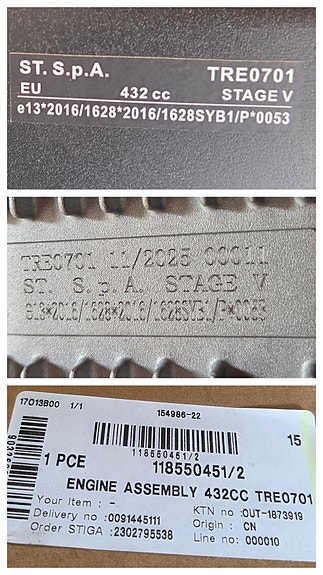 ST. S.p.A. TRE0701
EU 432 cc STAGE V
e13*2016/1628*2016/1628SYB1/P*0053
TRE0701 11/2025 00011
ST. S.p.A. STAGE V
e13*2016/1628*2016/1628SYB1/P*0053
17013B00 1/1 154986-22
15
118550451/2
1 PCE 118550451/2
ENGINE ASSEMBLY 432CC TRE0701
Your Item : - KTN no :OUT-1873919
Delivery no :0091445111 Origin : CN
Order STIGA :2302795538 Line no: 000010